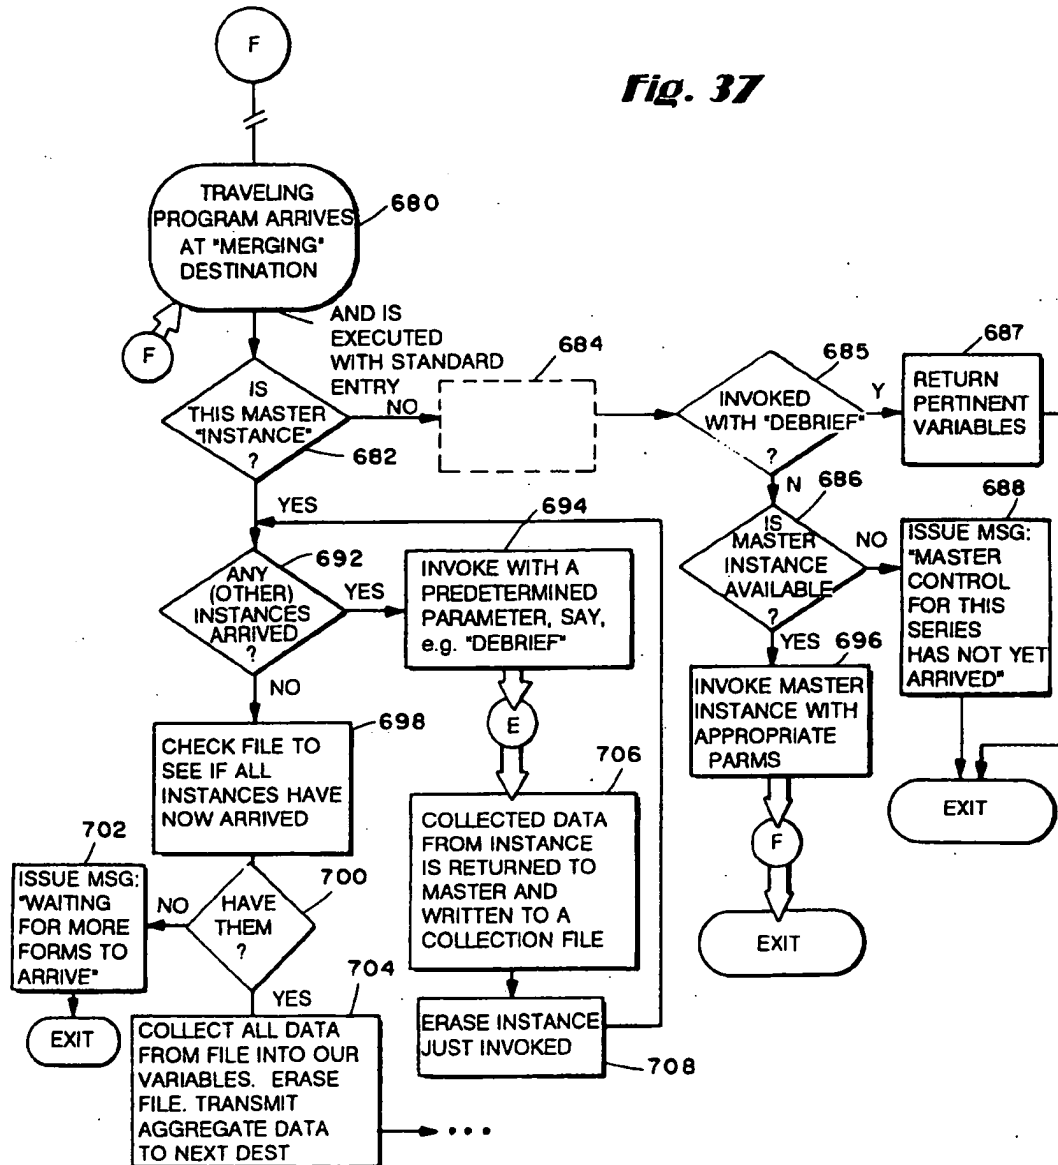 F
Fig. 37
TRAVELING
PROGRAM ARRIVES
AT "MERGING"
DESTINATION
680
F
AND IS
EXECUTED
WITH STANDARD
ENTRY
IS
THIS MASTER
"INSTANCE"
?
682
NO
684
685
INVOKED
WITH "DEBRIEF"
?
Y
687
RETURN
PERTINENT
VARIABLES
N
686
IS
MASTER
INSTANCE
AVAILABLE
?
NO
688
ISSUE MSG:
"MASTER
CONTROL
FOR THIS
SERIES
HAS NOT YET
ARRIVED"
EXIT
YES
696
INVOKE MASTER
INSTANCE WITH
APPROPRIATE
PARMS
F
EXIT
YES
692
ANY
(OTHER)
INSTANCES
ARRIVED
?
YES
694
INVOKE WITH A
PREDETERMINED
PARAMETER, SAY,
e.g. "DEBRIEF"
E
706
COLLECTED DATA
FROM INSTANCE
IS RETURNED TO
MASTER AND
WRITTEN TO A
COLLECTION FILE
ERASE INSTANCE
JUST INVOKED
708
NO
698
CHECK FILE TO
SEE IF ALL
INSTANCES HAVE
NOW ARRIVED
700
HAVE
THEM
?
NO
702
ISSUE MSG:
"WAITING
FOR MORE
FORMS TO
ARRIVE"
EXIT
YES
704
COLLECT ALL DATA
FROM FILE INTO OUR
VARIABLES. ERASE
FILE. TRANSMIT
AGGREGATE DATA
TO NEXT DEST
• • •